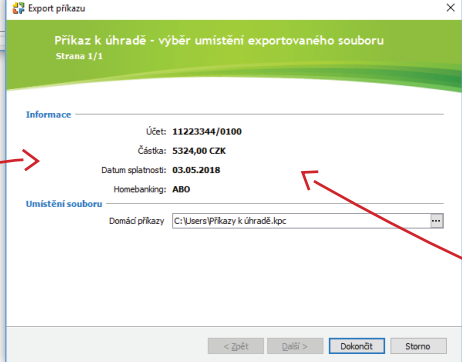 Export příkazu
Příkaz k úhradě - výběr umístění exportovaného souboru
Strana 1/1
Informace
Účet: 11223344/0100
Částka: 5324,00 CZK
Datum splatnosti: 03.05.2018
Homebanking: ABO
Umístění souboru
Domácí příkazy C:\Users\Příkazy k úhradě.kpc ...
< Zpět Další > Dokončit Storno